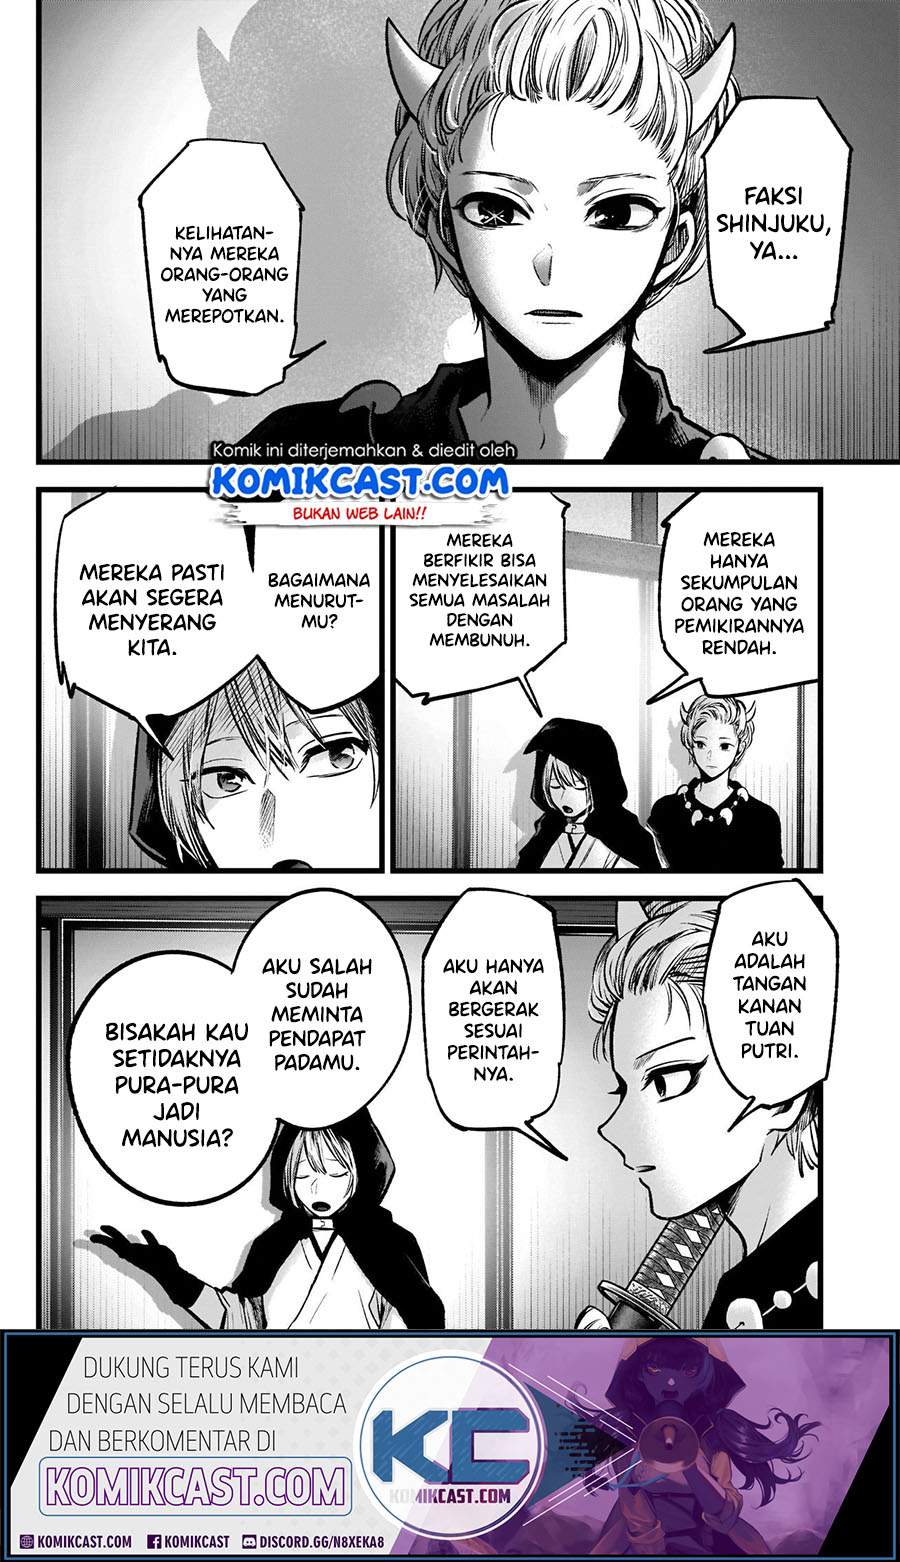 FAKSI
SHINJUKU,
YA...
KELIHATAN-
NYA MEREKA
ORANG-ORANG
YANG
MEREPOTKAN.
Komik ini diterjemahkan & diedit oleh
KOMIKCAST.COM
BUKAN WEB LAIN!!
MEREKA
HANYA
SEKUMPULAN
ORANG YANG
PEMIKIRANNYA
RENDAH.
MEREKA
BERFIKIR BISA
MENYELESAIKAN
SEMUA MASALAH
DENGAN
MEMBUNUH.
BAGAIMANA
MENURUT-
MU?
MEREKA PASTI
AKAN SEGERA
MENYERANG
KITA.
AKU
ADALAH
TANGAN
KANAN
TUAN
PUTRI.
AKU HANYA
AKAN
BERGERAK
SESUAI
PERINTAH-
NYA.
AKU SALAH
SUDAH
MEMINTA
PENDAPAT
PADAMU.
BISAKAH KAU
SETIDAKNYA
PURA-PURA
JADI
MANUSIA?
DUKUNG TERUS KAMI
DENGAN SELALU MEMBACA
DAN BERKOMENTAR DI
KOMIKCAST.COM
KOMIKCAST.COM KOMIKCAST DISCORD.GG/N8XEKA8
KC
KOMIKCAST.COM